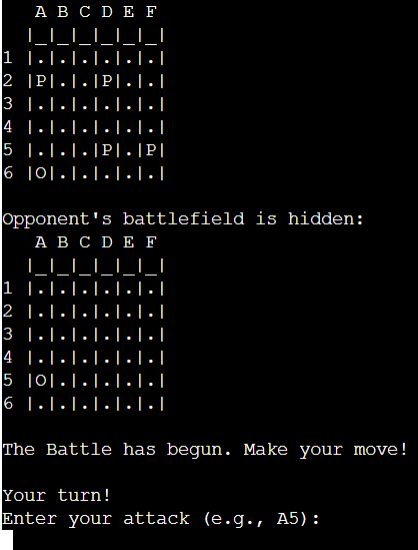 A B C D E F
|_|_|_|_|_|_|
1 |.|.|.|.|.|.|
2 |P|.|.|P|.|.|
3 |.|.|.|.|.|.|
4 |.|.|.|.|.|.|
5 |.|.|.|P|.|P|
6 |O|.|.|.|.|.|
Opponent's battlefield is hidden:
A B C D E F
|_|_|_|_|_|_|
1 |.|.|.|.|.|.|
2 |.|.|.|.|.|.|
3 |.|.|.|.|.|.|
4 |.|.|.|.|.|.|
5 |O|.|.|.|.|.|
6 |.|.|.|.|.|.|
The Battle has begun. Make your move!
Your turn!
Enter your attack (e.g., A5):